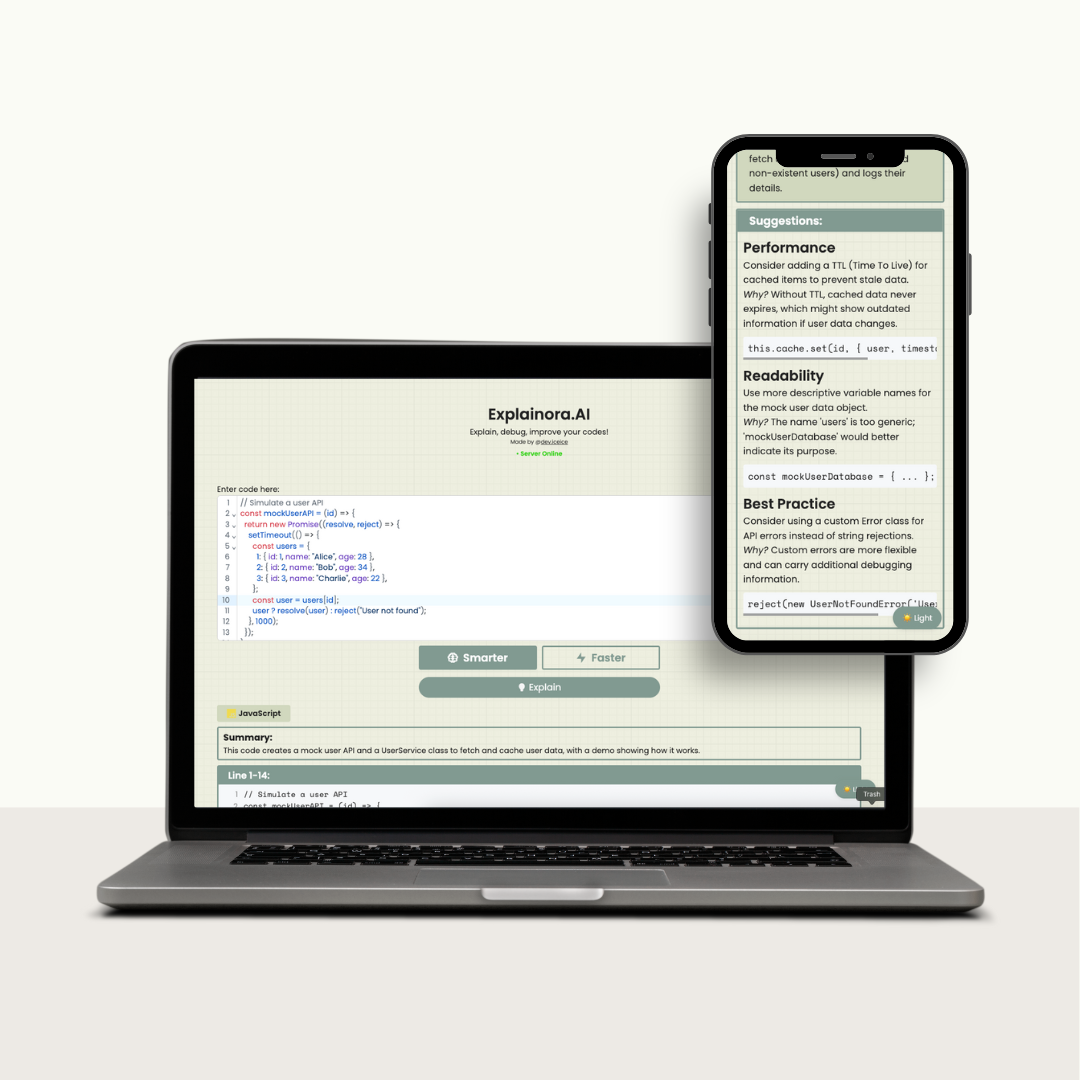 Explainora.AI
Explain, debug, improve your codes!
Made by @dev.iceice
• Server Online
Enter code here:
1 // Simulate a user API
2 const mockUserAPI = (id) => {
3 return new Promise((resolve, reject) => {
4 setTimeout(() => {
5 const users = {
6 1: { id: 1, name: "Alice", age: 28 },
7 2: { id: 2, name: "Bob", age: 34 },
8 3: { id: 3, name: "Charlie", age: 22 },
9 };
10 const user = users[id];
11 user ? resolve(user) : reject("User not found");
12 }, 1000);
13 });
Smarter
Faster
Explain
JavaScript
Summary:
This code creates a mock user API and a UserService class to fetch and cache user data, with a demo showing how it works.
Line 1-14:
1 // Simulate a user API
2 const mockUserAPI = (id) => {
Trash
fetch
non-existent users) and logs their
details.
Suggestions:
Performance
Consider adding a TTL (Time To Live) for
cached items to prevent stale data.
Why? Without TTL, cached data never
expires, which might show outdated
information if user data changes.
this.cache.set(id, { user,
Readability
Use more descriptive variable names for
the mock user data object.
Why? The name 'users' is too generic;
'mockUserDatabase' would better
indicate its purpose.
const mockUserDatabase = { ... };
Best Practice
Consider using a custom Error class for
API errors instead of string rejections.
Why? Custom errors are more flexible
and can carry additional debugging
information.
reject(new UserNotFoundError('User
Light